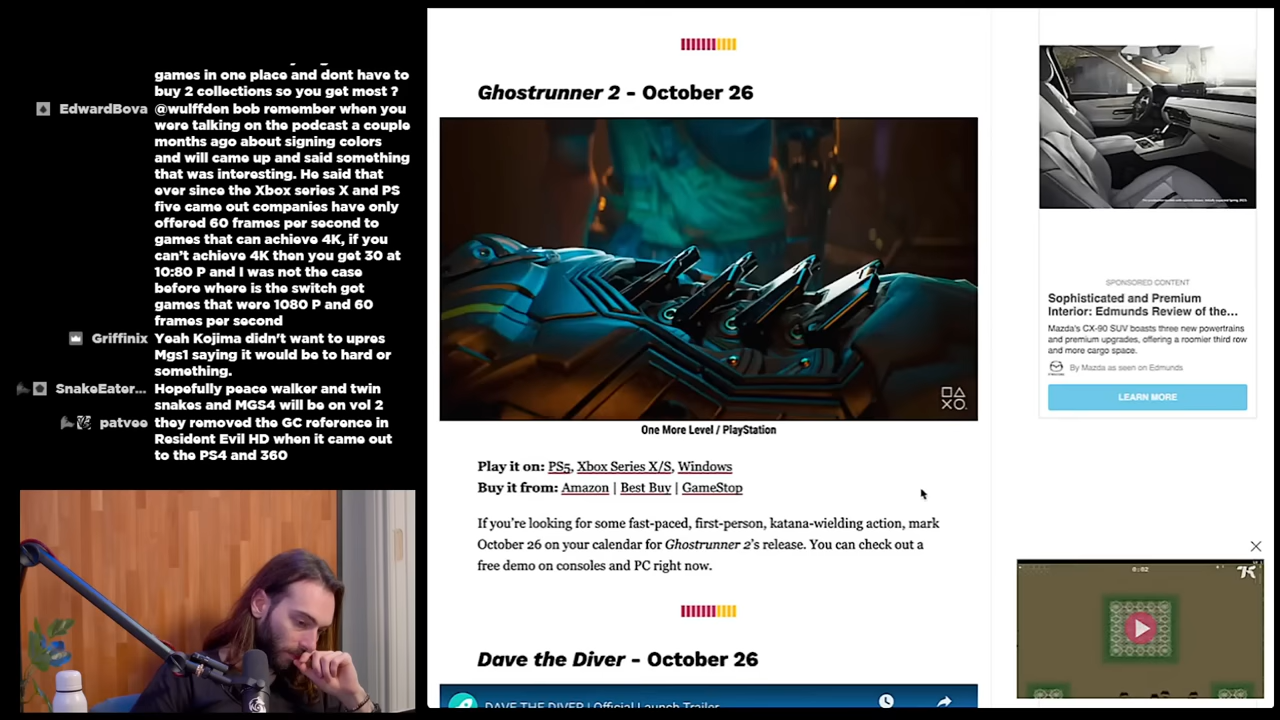 games in one place and dont have to
buy 2 collections so you get most ?
EdwardBova @wulffden bob remember when you
were talking on the podcast a couple
months ago about signing colors
and will came up and said something
that was interesting. He said that
ever since the Xbox series X and PS
five came out companies have only
offered 60 frames per second to
games that can achieve 4K, if you
can't achieve 4K then you get 30 at
10:80 P and I was not the case
before where is the switch got
games that were 1080 P and 60
frames per second
Griffinix Yeah Kojima didn't want to upres
Mgs1 saying it would be to hard or
something.
SnakeEater... Hopefully peace walker and twin
snakes and MGS4 will be on vol 2
patvee they removed the GC reference in
Resident Evil HD when it came out
to the PS4 and 360
Ghostrunner 2 - October 26
One More Level / PlayStation
Play it on: PS5, Xbox Series X/S, Windows
Buy it from: Amazon | Best Buy | GameStop
If you're looking for some fast-paced, first-person, katana-wielding action, mark
October 26 on your calendar for Ghostrunner 2's release. You can check out a
free demo on consoles and PC right now.
Dave the Diver - October 26
DAVE THE DIVER | Official Launch Trailer
SPONSORED CONTENT
Sophisticated and Premium
Interior: Edmunds Review of the...
Mazda's CX-90 SUV boasts three new powertrains
and premium upgrades, offering a roomier third row
and more cargo space.
By Mazda as seen on Edmunds
LEARN MORE
0:02